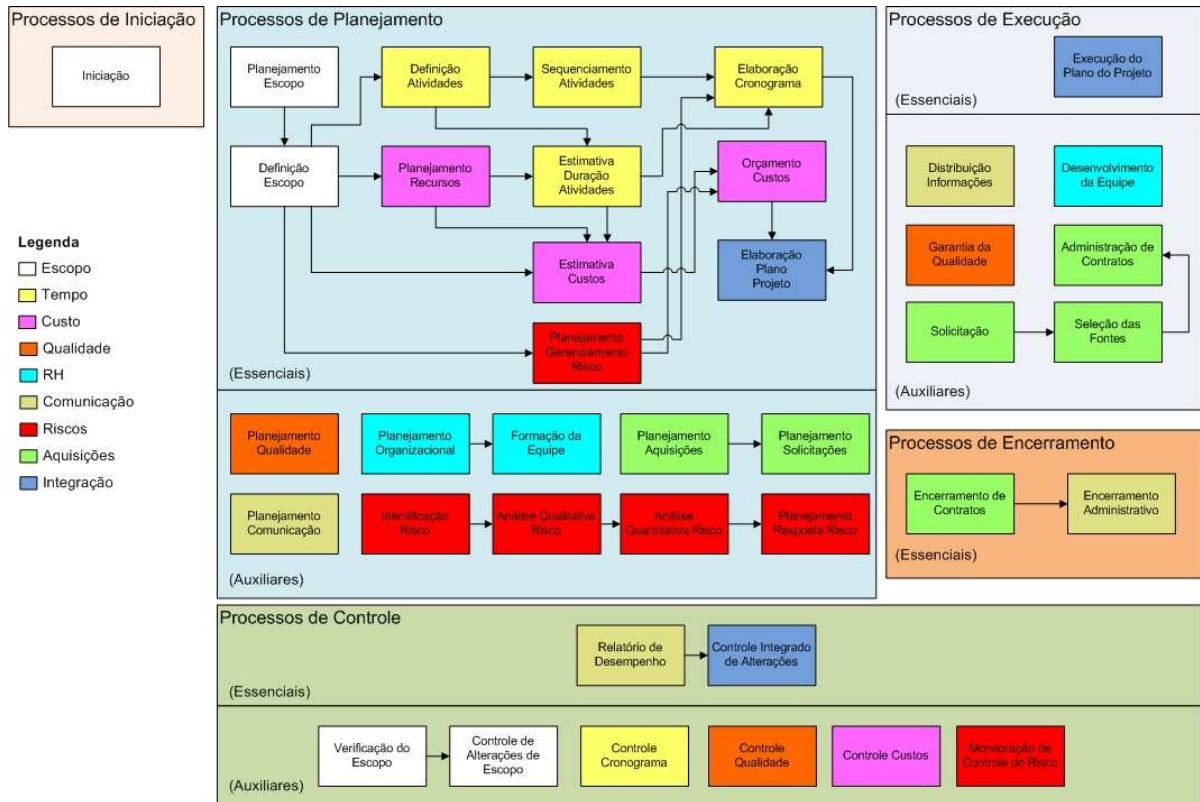 Processos de Iniciação
Iniciação
Legenda
Escopo
Tempo
Custo
Qualidade
RH
Comunicação
Riscos
Aquisições
Integração
Processos de Planejamento
Planejamento
Escopo
Definição
Atividades
Sequenciamento
Atividades
Elaboração
Cronograma
Definição
Escopo
Planejamento
Recursos
Estimativa
Duração
Atividades
Orçamento
Custos
Estimativa
Custos
Elaboração
Plano
Projeto
Planejamento
Gerenciamento
Risco
(Essenciais)
Planejamento
Qualidade
Planejamento
Organizacional
Formação da
Equipe
Planejamento
Aquisições
Planejamento
Solicitações
Planejamento
Comunicação
Identificação
Risco
Análise Qualitativa
Risco
Análise
Quantitativa Risco
Planejamento
Resposta Risco
(Auxiliares)
Processos de Execução
Execução do
Plano do Projeto
(Essenciais)
Distribuição
Informações
Desenvolvimento
da Equipe
Garantia da
Qualidade
Administração de
Contratos
Solicitação
Seleção das
Fontes
(Auxiliares)
Processos de Encerramento
Encerramento de
Contratos
Encerramento
Administrativo
(Essenciais)
Processos de Controle
Relatório de
Desempenho
Controle Integrado
de Alterações
(Essenciais)
Verificação do
Escopo
Controle de
Alterações de
Escopo
Controle
Cronograma
Controle
Qualidade
Controle Custos
Monitoração de
Controle do Risco
(Auxiliares)